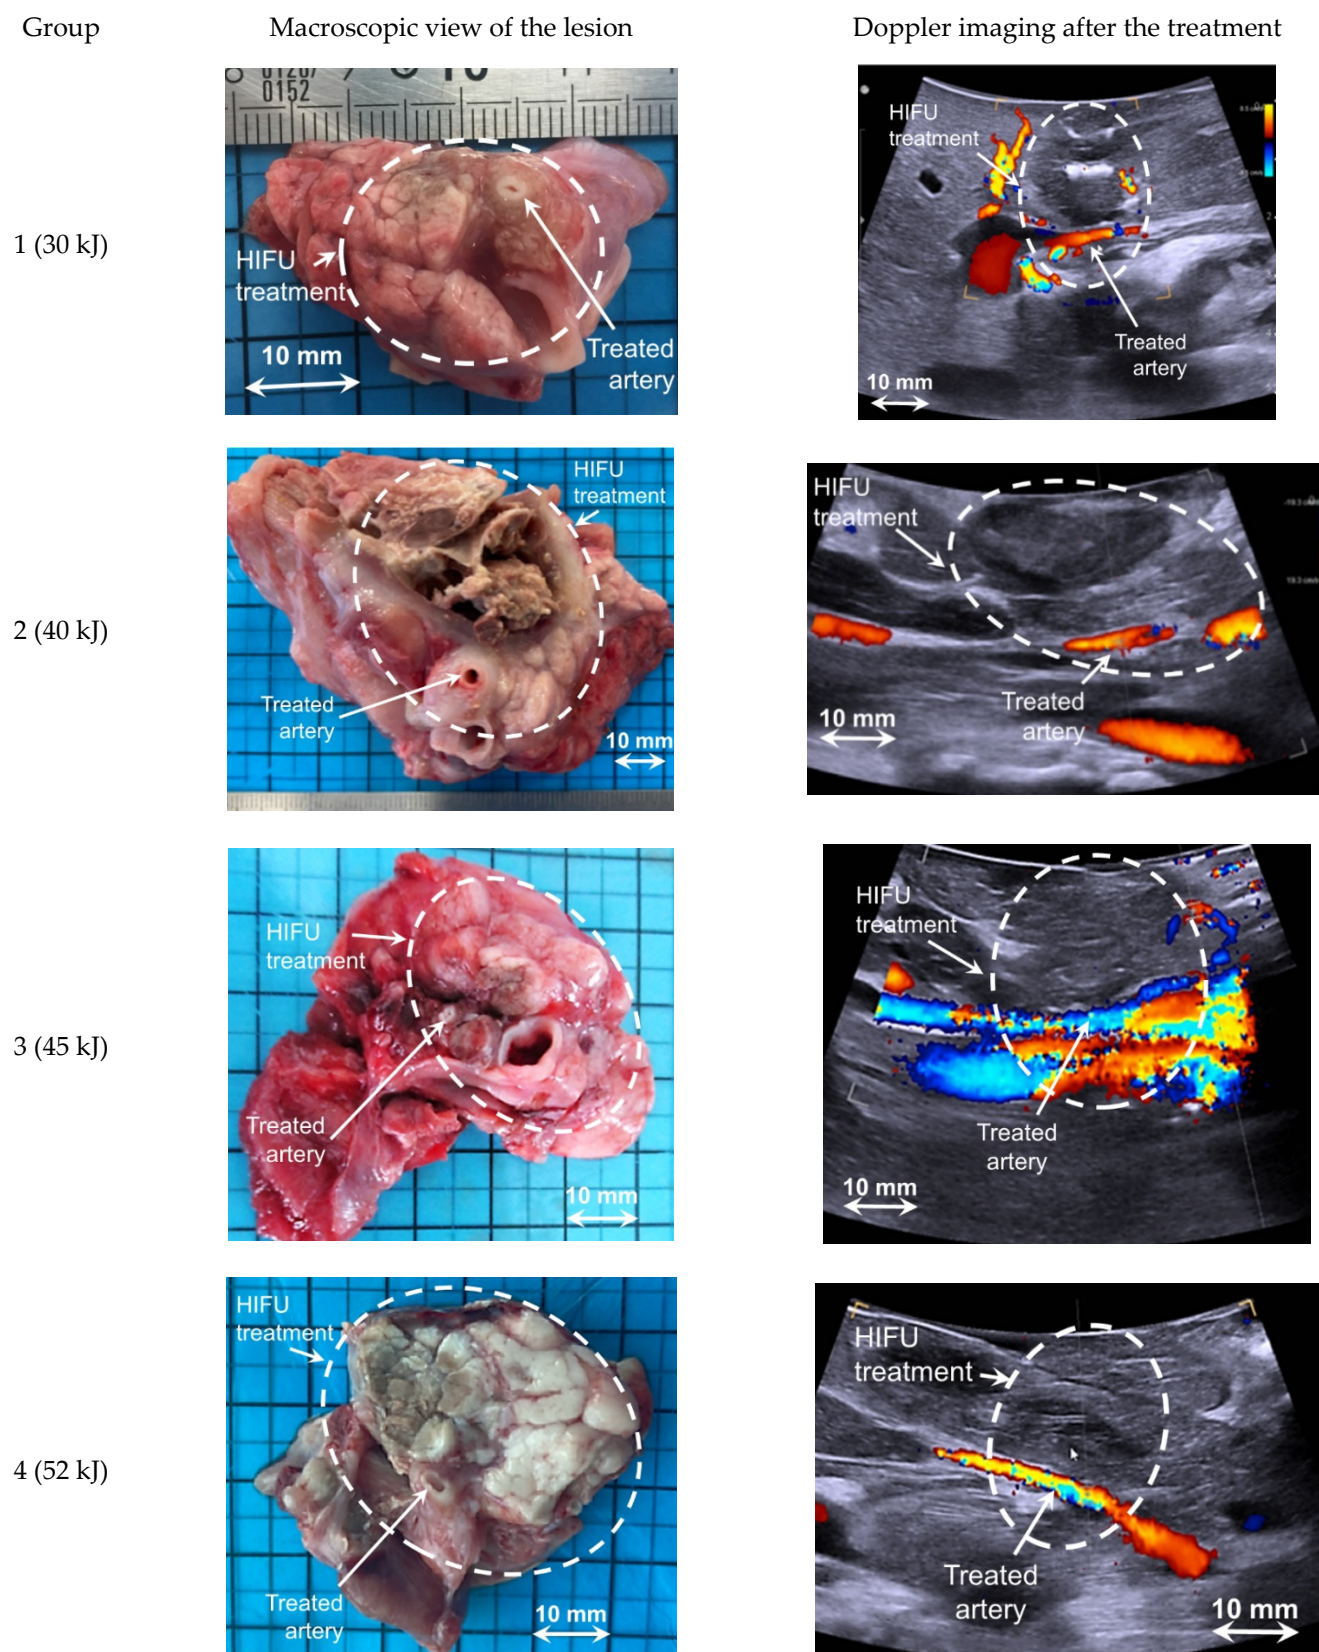 Group
Macroscopic view of the lesion
Doppler imaging after the treatment
1 (30 kJ)
0152
HIFU
treatment
Treated
artery
10 mm
HIFU
treatment
Treated
artery
10 mm
2 (40 kJ)
HIFU
treatment
Treated
artery
10 mm
HIFU
treatment
Treated
artery
10 mm
3 (45 kJ)
HIFU
treatment
Treated
artery
10 mm
HIFU
treatment
Treated
artery
10 mm
4 (52 kJ)
HIFU
treatment
Treated
artery
10 mm
HIFU
treatment
Treated
artery
10 mm